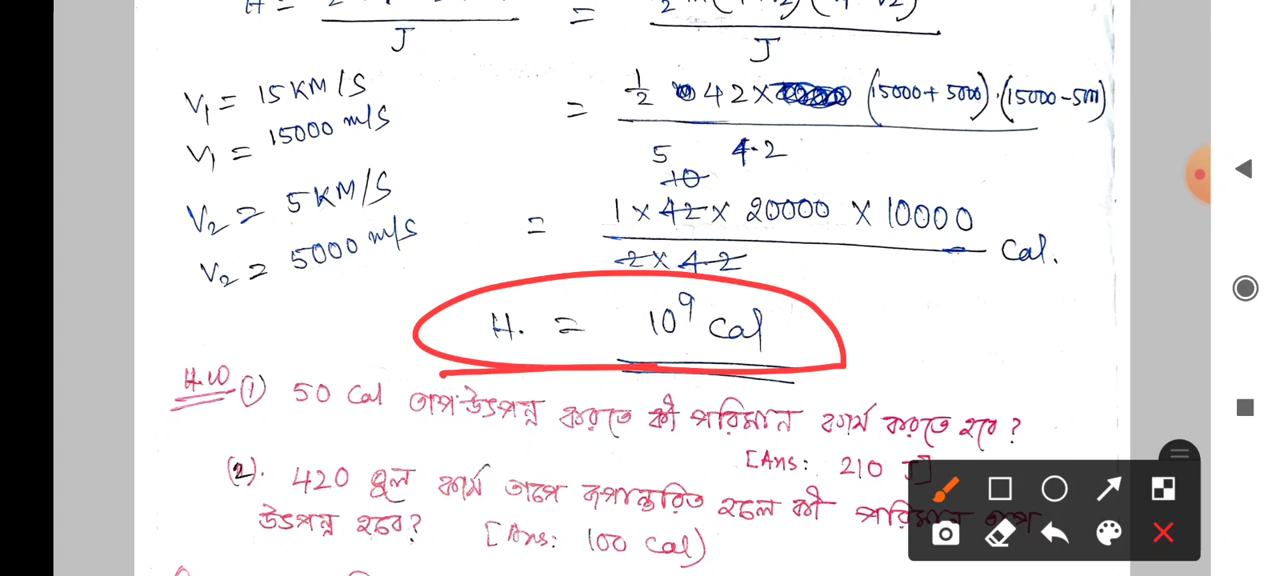 J = J
V₁ = 15 KM/S
V₁ = 15000 m/s
= ½ 42 × (15000 + 5000) · (15000 - 5000)
4.2
V₂ = 5 KM/S
V₂ = 5000 m/s
5
10
= 1 × 42 × 20000 × 10000 Cal.
2 × 4.2
H. = 10⁹ Cal
H.W ① 50 Cal তাপ উৎপন্ন করতে কী পরিমান কার্য করতে হবে?
[Ans: 210 J]
(2). 420 জুল কার্য তাপে রূপান্তরিত হলে কী পরিমান তাপ
উৎপন্ন হবে? [Ans: 100 Cal)